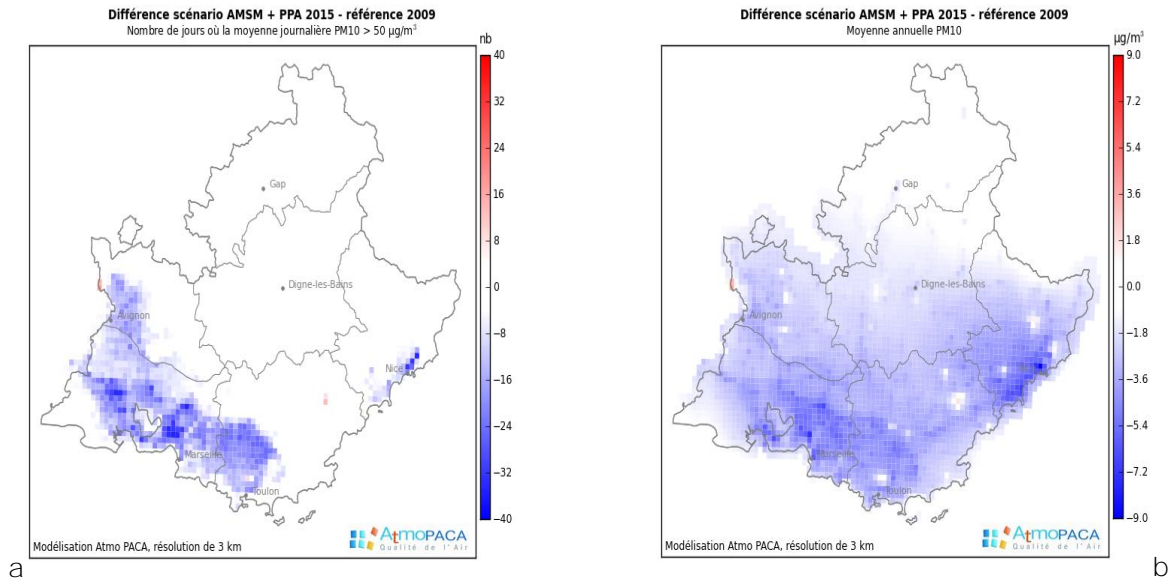 Différence scénario AMSM + PPA 2015 - référence 2009
Nombre de jours où la moyenne journalière PM10 > 50 µg/m³
nb
40
32
24
16
8
0
−8
−16
−24
−32
−40
Gap
Digne-les-Bains
Avignon
Nice
Marseille
Toulon
AtmoPACA
Qualité de l'Air
Modélisation Atmo PACA, résolution de 3 km
a
Différence scénario AMSM + PPA 2015 - référence 2009
Moyenne annuelle PM10
µg/m³
9.0
7.2
5.4
3.6
1.8
0.0
−1.8
−3.6
−5.4
−7.2
−9.0
Gap
Digne-les-Bains
Avignon
Marseille
Toulon
AtmoPACA
Qualité de l'Air
Modélisation Atmo PACA, résolution de 3 km
b